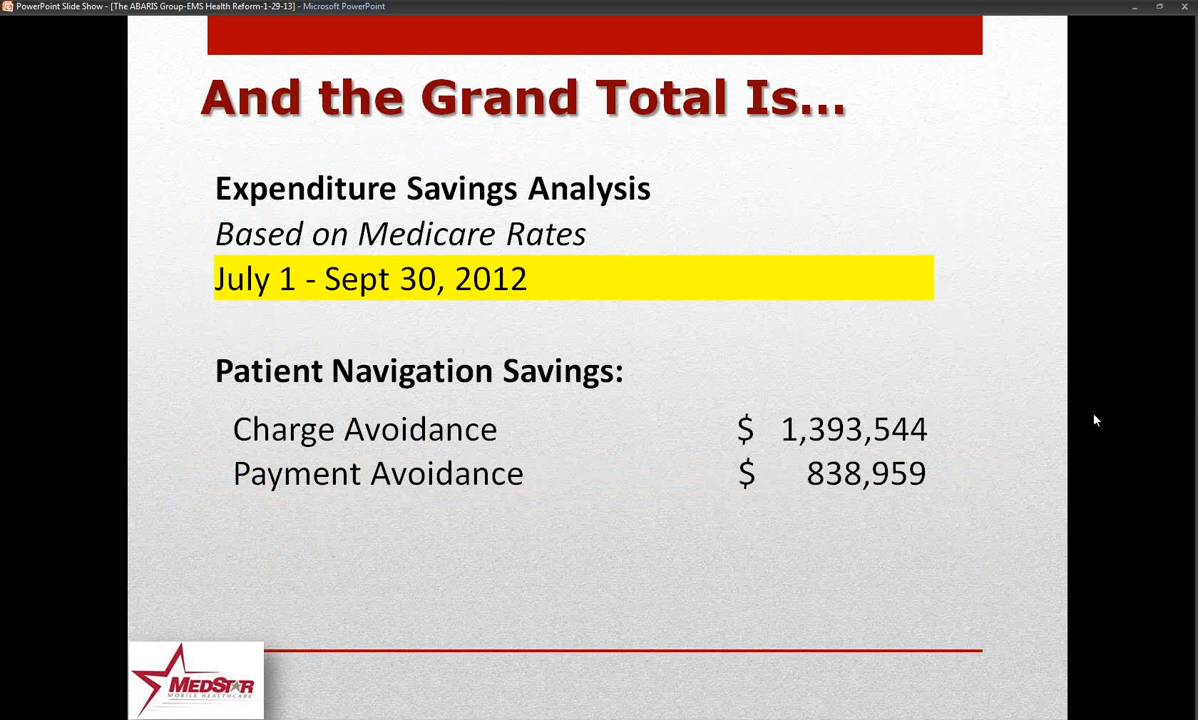 PowerPoint Slide Show - [The ABARIS Group-EMS Health Reform-1-29-13] - Microsoft PowerPoint
And the Grand Total Is...
Expenditure Savings Analysis
Based on Medicare Rates
July 1 - Sept 30, 2012
Patient Navigation Savings:
Charge Avoidance $ 1,393,544
Payment Avoidance $ 838,959
MEDSTAR
MOBILE HEALTHCARE